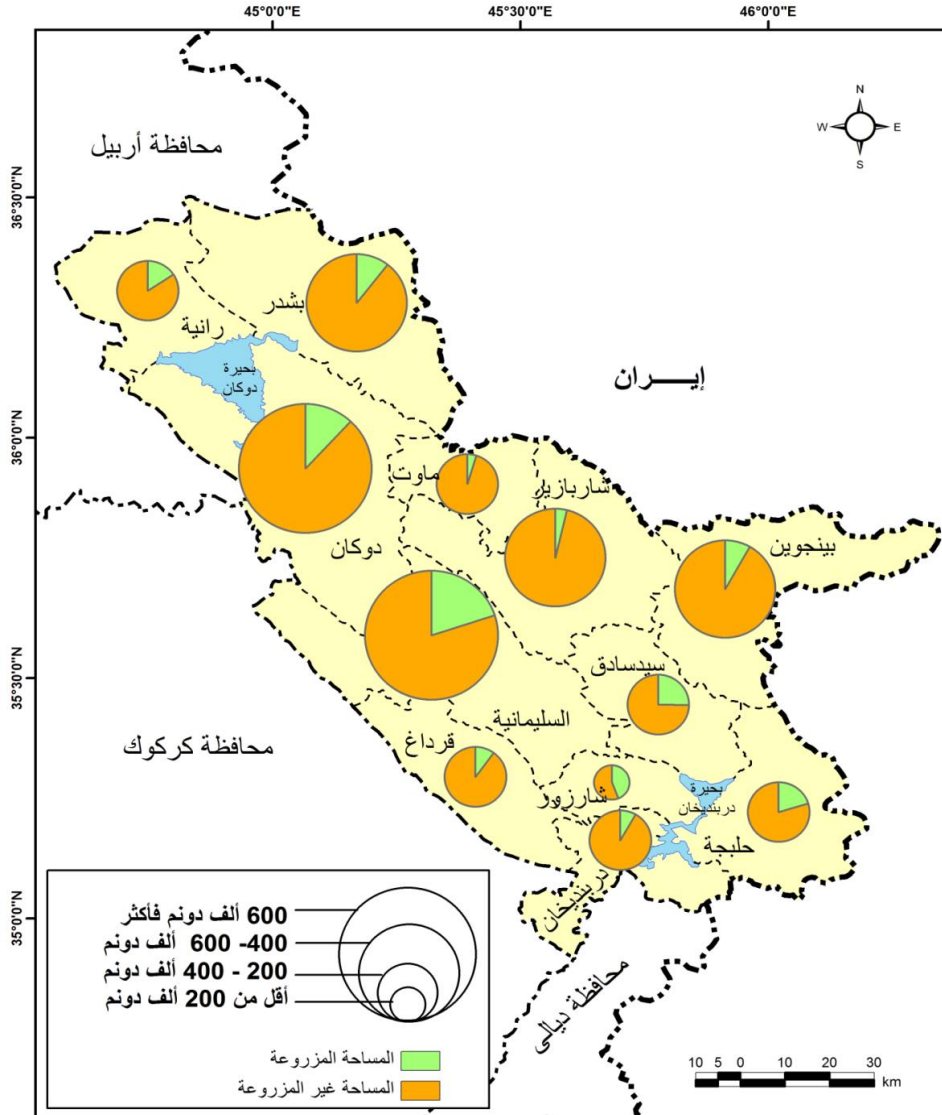 45°0'0"E
45°30'0"E
46°0'0"E
N
W E
S
محافظة أربيل
36°30'0"N
بشدر
رانية
بحيرة
دوكان
إيـــران
36°0'0"N
ماوت
شاربازير
بينجوين
دوكان
35°30'0"N
سيدسادق
السليمانية
محافظة كركوك
قرداغ
بحيرة
دربنديخان
شارزور
حلبجة
دربنديخان
35°0'0"N
محافظة ديالى
600 ألف دونم فأكثر
400- 600 ألف دونم
200 - 400 ألف دونم
أقل من 200 ألف دونم
المساحة المزروعة
المساحة غير المزروعة
10 5 0 10 20 30
km